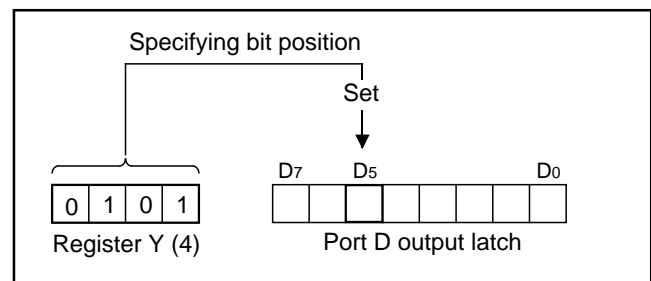 Specifying bit position
Set
D7 D5 D0
0 1 0 1
Register Y (4) Port D output latch